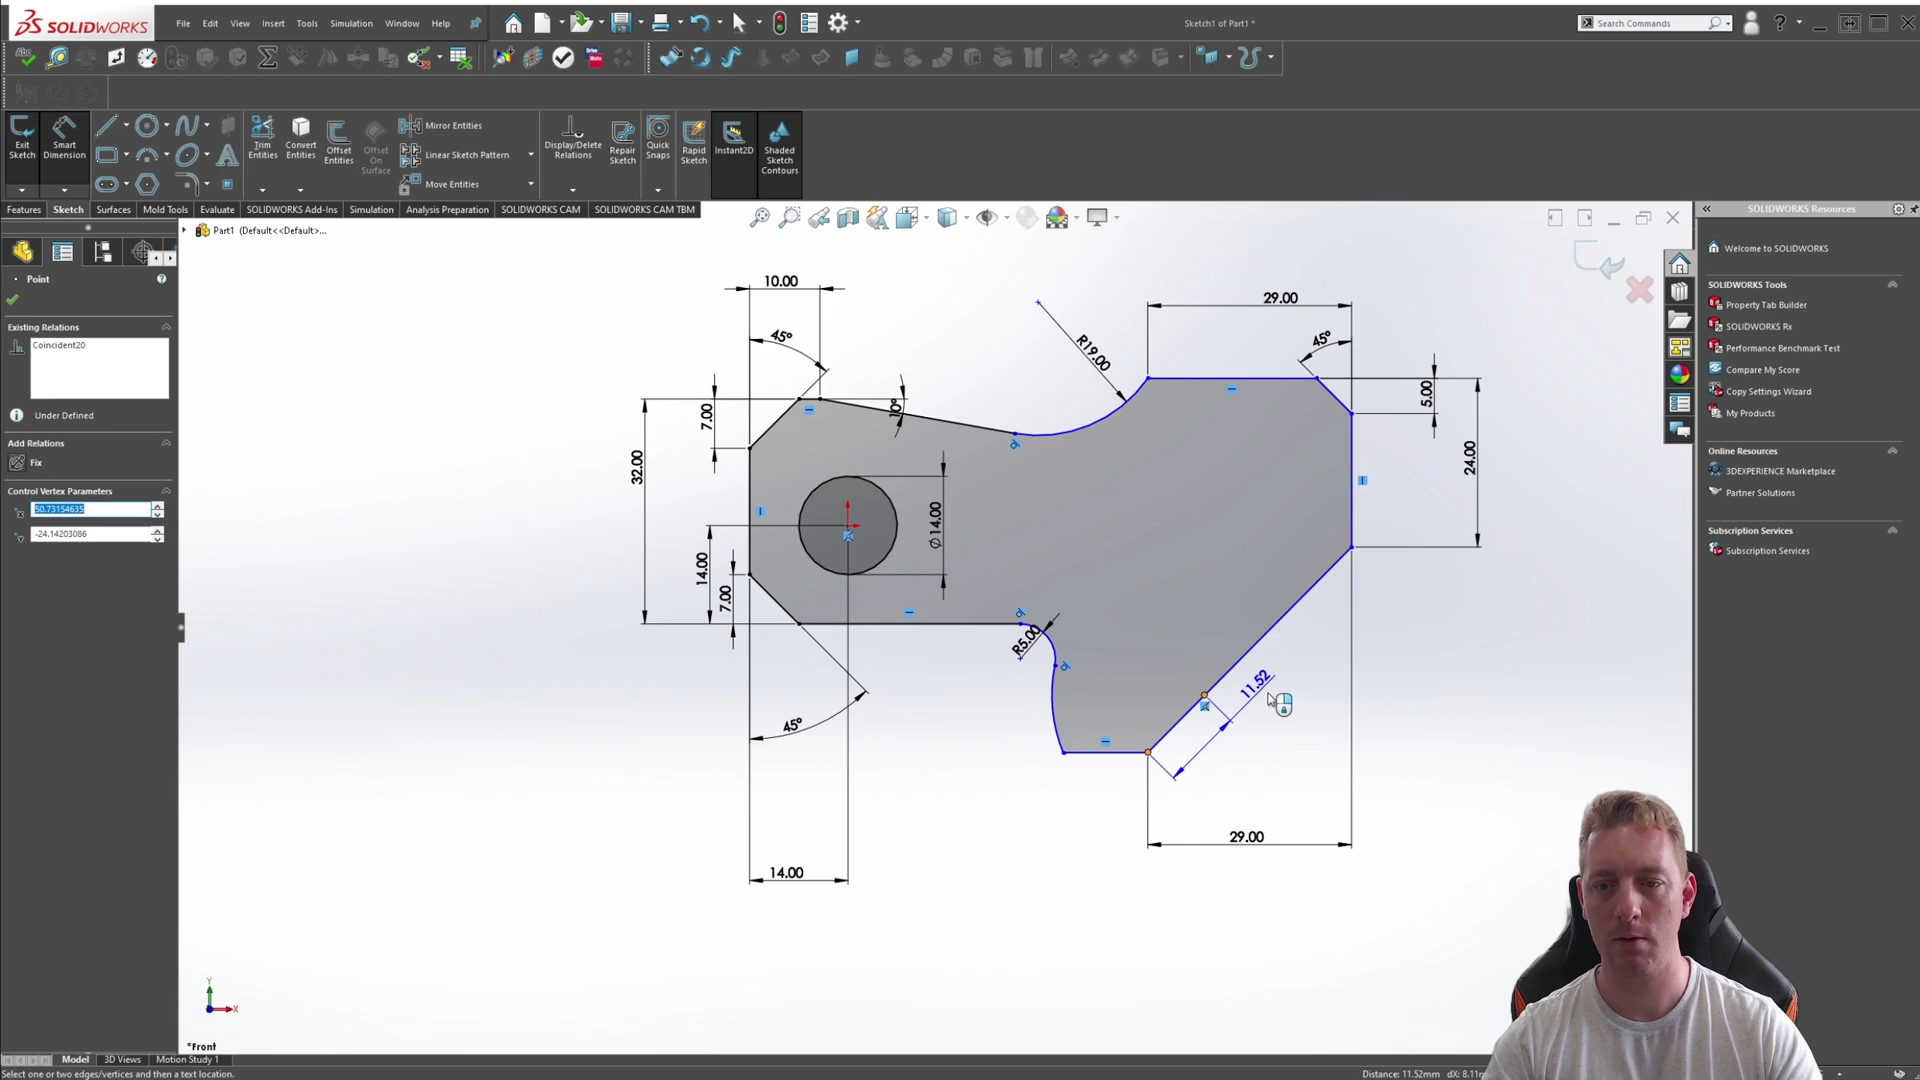 SOLIDWORKS
File Edit View Insert Tools Simulation Window Help
Sketch1 of Part1 *
Search Commands
Exit Sketch
Smart Dimension
Trim Entities
Convert Entities
Offset Entities
Offset On Surface
Mirror Entities
Linear Sketch Pattern
Move Entities
Display/Delete Relations
Repair Sketch
Quick Snaps
Rapid Sketch
Instant2D
Shaded Sketch Contours
Features Sketch Surfaces Mold Tools Evaluate SOLIDWORKS Add-Ins Simulation Analysis Preparation SOLIDWORKS CAM SOLIDWORKS CAM TBM
Part1 (Default<<Default>...
Point
Existing Relations
Coincident20
Under Defined
Add Relations
Fix
Control Vertex Parameters
50.73154635
-24.14203086
10.00
45°
7.00
32.00
10°
R19.00
29.00
45°
5.00
24.00
Ø14.00
14.00
7.00
R5.00
45°
11.52
29.00
14.00
Y
X
*Front
SOLIDWORKS Resources
Welcome to SOLIDWORKS
SOLIDWORKS Tools
Property Tab Builder
SOLIDWORKS Rx
Performance Benchmark Test
Compare My Score
Copy Settings Wizard
My Products
Online Resources
3DEXPERIENCE Marketplace
Partner Solutions
Subscription Services
Subscription Services
Model 3D Views Motion Study 1
Select one or two edges/vertices and then a text location.
Distance: 11.52mm dX: 8.11m